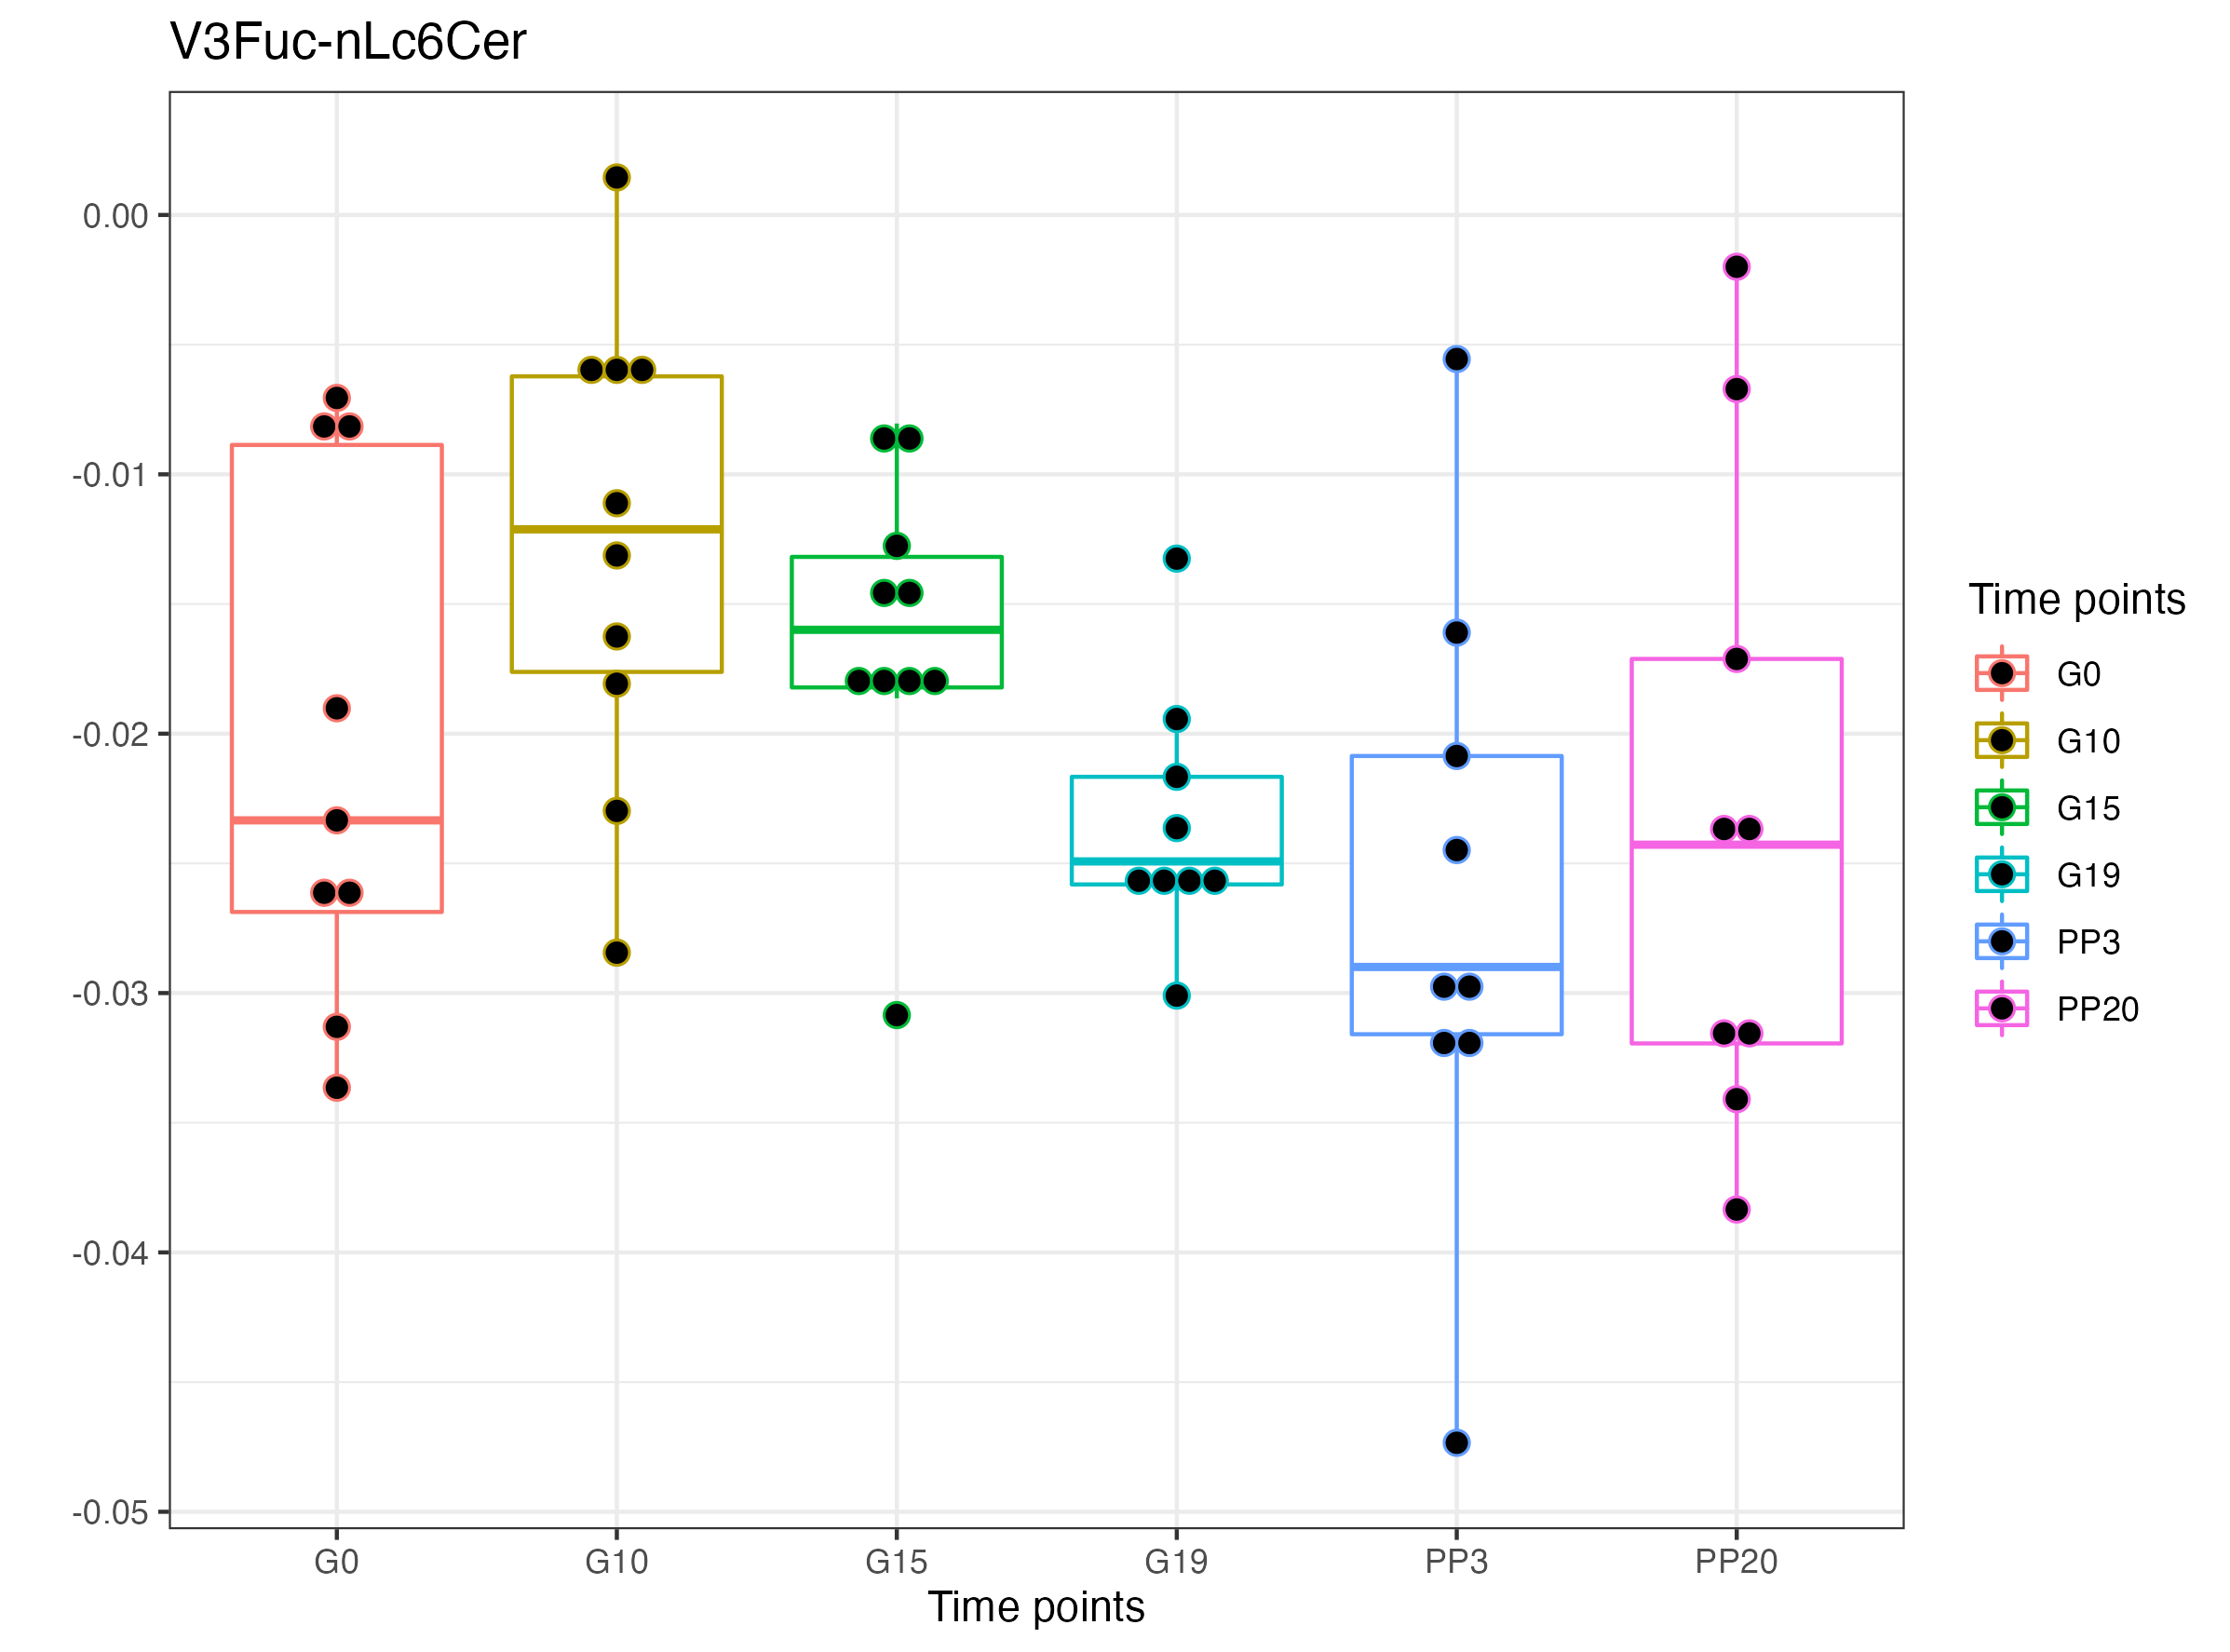 V3Fuc-nLc6Cer
0.00
-0.01
-0.02
-0.03
-0.04
-0.05
G0 G10 G15 G19 PP3 PP20
Time points
Time points
G0
G10
G15
G19
PP3
PP20